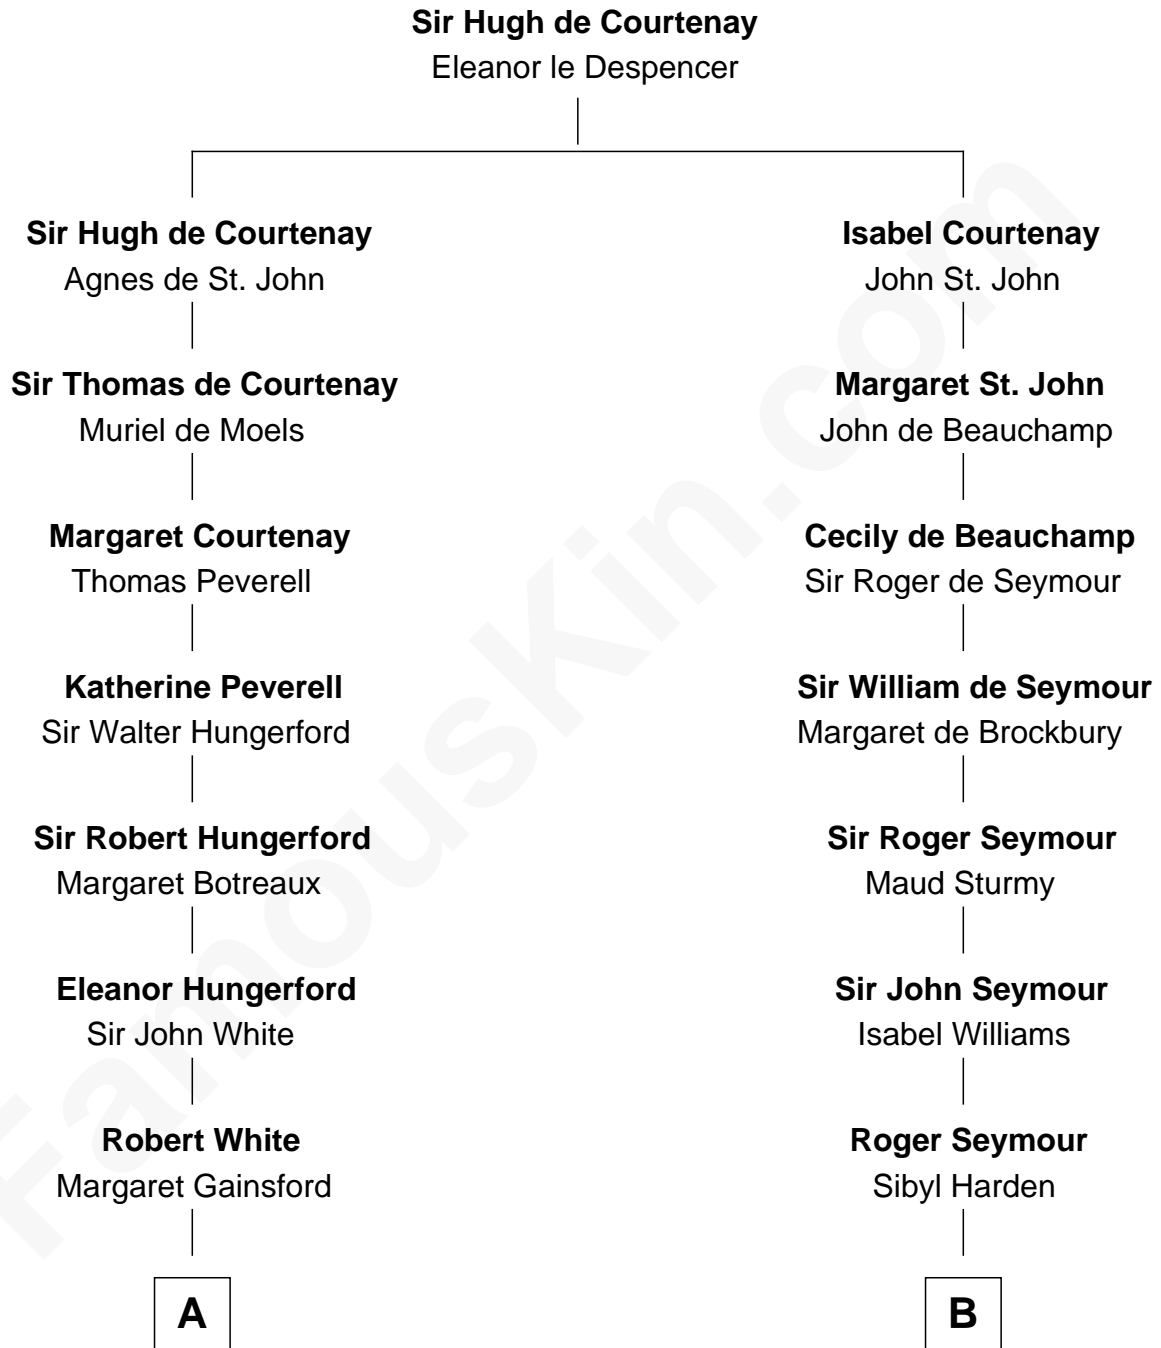 Sir Hugh de Courtenay
Eleanor le Despencer
Sir Hugh de Courtenay
Agnes de St. John
Isabel Courtenay
John St. John
Sir Thomas de Courtenay
Muriel de Moels
Margaret St. John
John de Beauchamp
Margaret Courtenay
Thomas Peverell
Cecily de Beauchamp
Sir Roger de Seymour
Katherine Peverell
Sir Walter Hungerford
Sir William de Seymour
Margaret de Brockbury
Sir Robert Hungerford
Margaret Botreaux
Sir Roger Seymour
Maud Sturmy
Eleanor Hungerford
Sir John White
Sir John Seymour
Isabel Williams
Robert White
Margaret Gainsford
Roger Seymour
Sibyl Harden
A
B
FamousKin.com